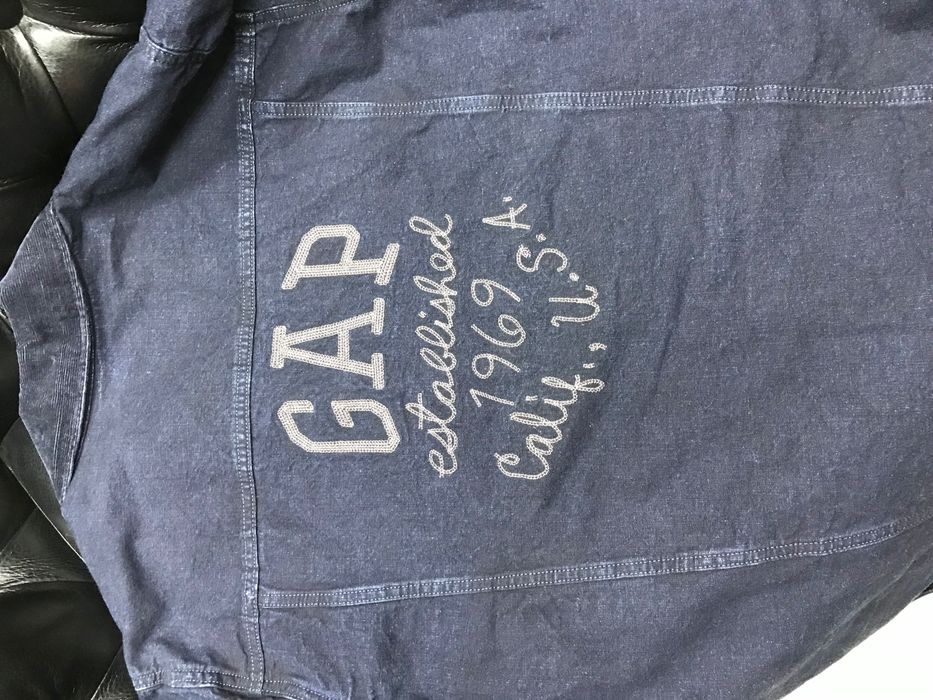 GAP
established
1969
Calif., U.S.A.